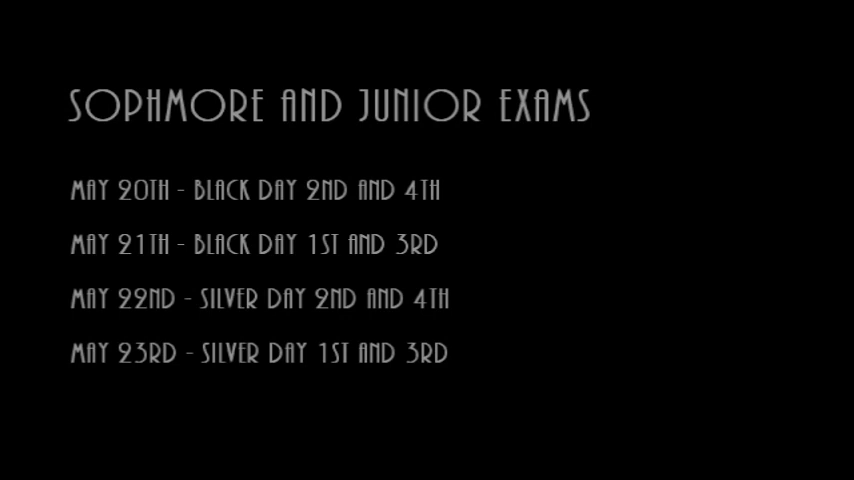 SOPHMORE AND JUNIOR EXAMS
MAY 20TH - BLACK DAY 2ND AND 4TH
MAY 21TH - BLACK DAY 1ST AND 3RD
MAY 22ND - SILVER DAY 2ND AND 4TH
MAY 23RD - SILVER DAY 1ST AND 3RD